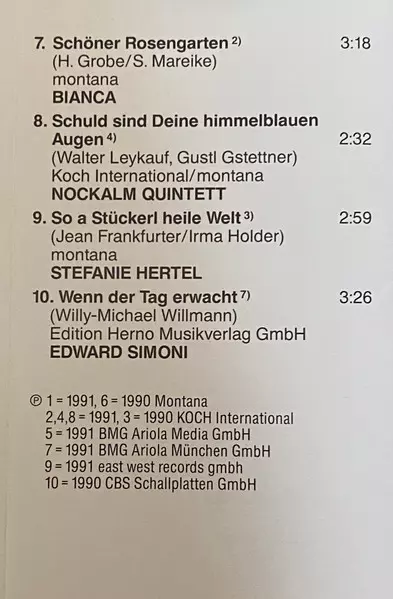 7. Schöner Rosengarten 2) 3:18
(H. Grobe/S. Mareike)
montana
BIANCA
8. Schuld sind Deine himmelblauen
Augen 4) 2:32
(Walter Leykauf, Gustl Gstettner)
Koch International/montana
NOCKALM QUINTETT
9. So a Stückerl heile Welt 3) 2:59
(Jean Frankfurter/Irma Holder)
montana
STEFANIE HERTEL
10. Wenn der Tag erwacht 7) 3:26
(Willy-Michael Willmann)
Edition Herno Musikverlag GmbH
EDWARD SIMONI
℗ 1 = 1991, 6 = 1990 Montana
2,4,8 = 1991, 3 = 1990 KOCH International
5 = 1991 BMG Ariola Media GmbH
7 = 1991 BMG Ariola München GmbH
9 = 1991 east west records gmbh
10 = 1990 CBS Schallplatten GmbH